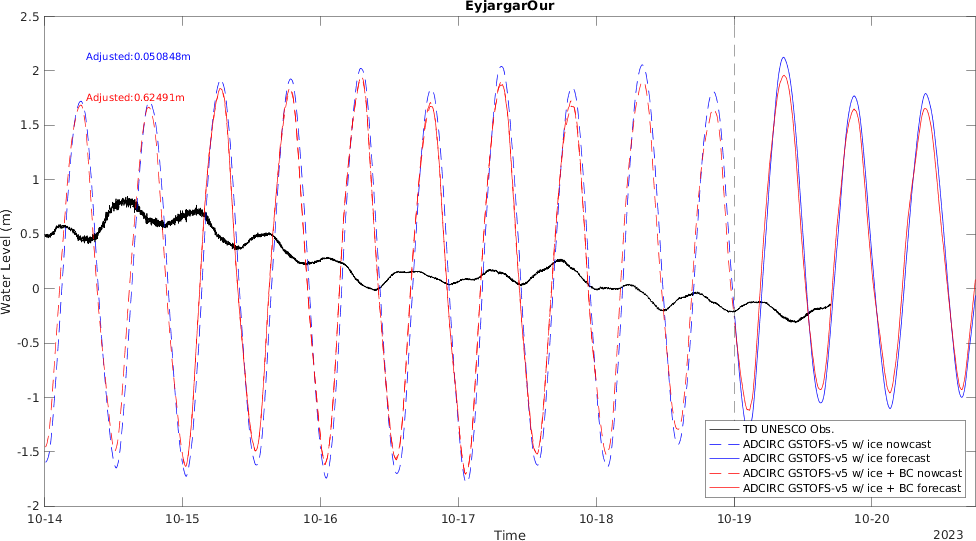 EyjargarOur
Adjusted:0.050848m
Adjusted:0.62491m
Water Level (m)
2.5
2
1.5
1
0.5
0
-0.5
-1
-1.5
-2
TD UNESCO Obs.
ADCIRC GSTOFS-v5 w/ ice nowcast
ADCIRC GSTOFS-v5 w/ ice forecast
ADCIRC GSTOFS-v5 w/ ice + BC nowcast
ADCIRC GSTOFS-v5 w/ ice + BC forecast
10-14 10-15 10-16 10-17 10-18 10-19 10-20
Time
2023